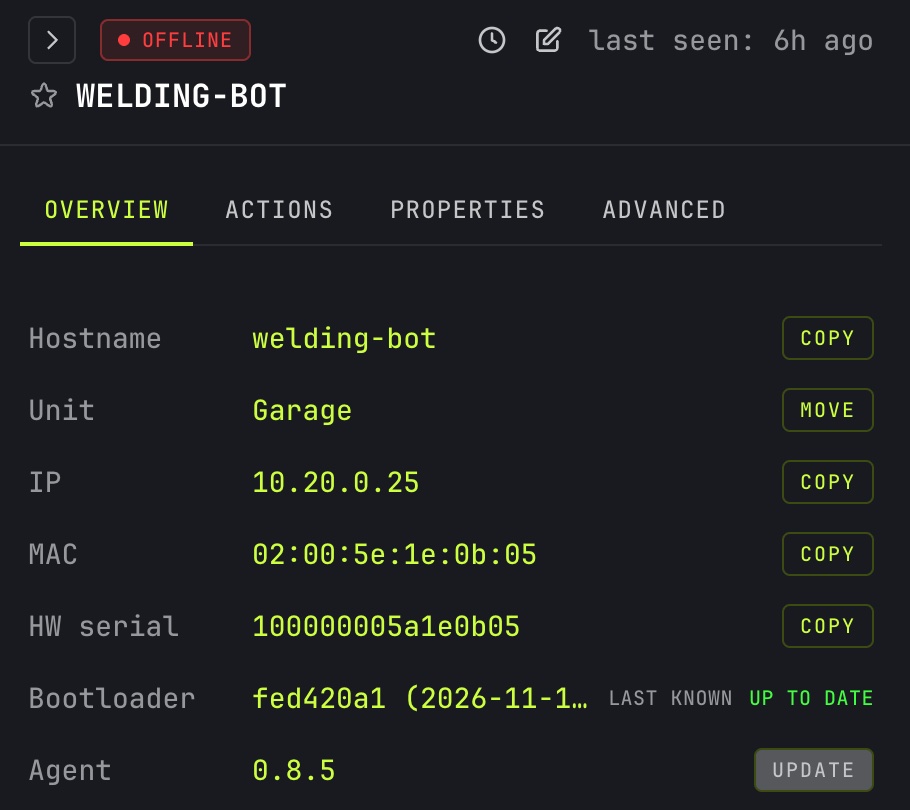 OFFLINE last seen: 6h ago
WELDING-BOT
OVERVIEW ACTIONS PROPERTIES ADVANCED
Hostname welding-bot COPY
Unit Garage MOVE
IP 10.20.0.25 COPY
MAC 02:00:5e:1e:0b:05 COPY
HW serial 100000005a1e0b05 COPY
Bootloader fed420a1 (2026-11-1… LAST KNOWN UP TO DATE
Agent 0.8.5 UPDATE